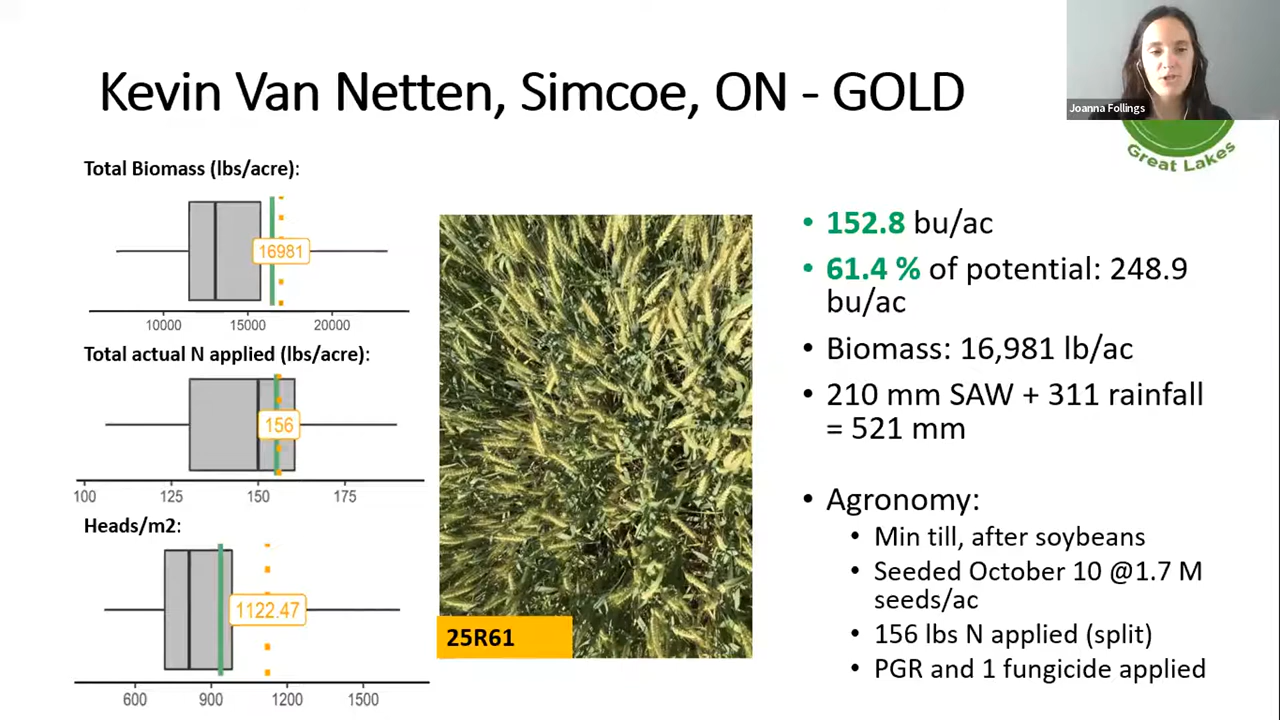 Kevin Van Netten, Simcoe, ON - GOLD
Joanna Follings
Great Lakes
Total Biomass (lbs/acre):
16981
10000 15000 20000
Total actual N applied (lbs/acre):
156
100 125 150 175
Heads/m2:
1122.47
600 900 1200 1500
25R61
• 152.8 bu/ac
• 61.4 % of potential: 248.9
bu/ac
• Biomass: 16,981 lb/ac
• 210 mm SAW + 311 rainfall
= 521 mm
• Agronomy:
• Min till, after soybeans
• Seeded October 10 @1.7 M
seeds/ac
• 156 lbs N applied (split)
• PGR and 1 fungicide applied